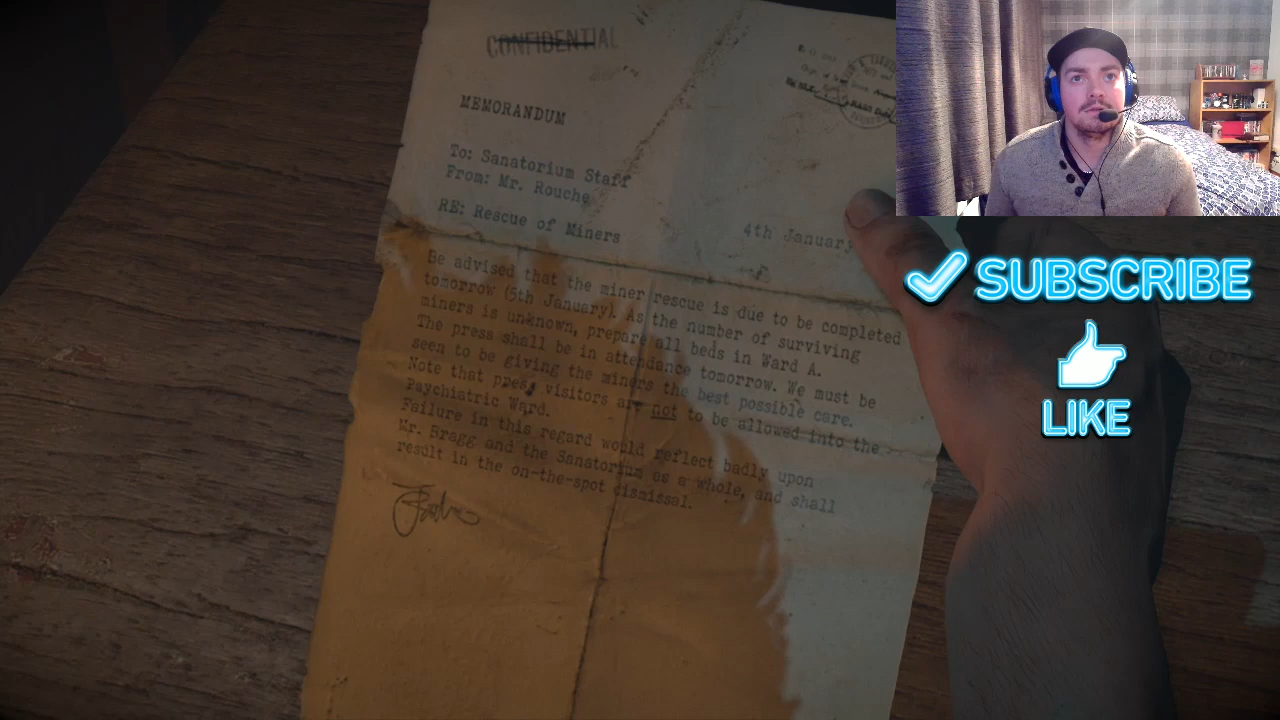 CONFIDENTIAL
MEMORANDUM
To: Sanatorium Staff
From: Mr. Rouche
RE: Rescue of Miners
4th January
Be advised that the miner rescue is due to be completed
tomorrow (5th January). As the number of surviving
miners is unknown, prepare all beds in Ward A.
The press shall be in attendance tomorrow. We must be
seen to be giving the miners the best possible care.
Note that press visitors are not to be allowed into the
Psychiatric Ward.
Failure in this regard would reflect badly upon
Mr. Bragg and the Sanatorium as a whole, and shall
result in the on-the-spot dismissal.
SUBSCRIBE
LIKE